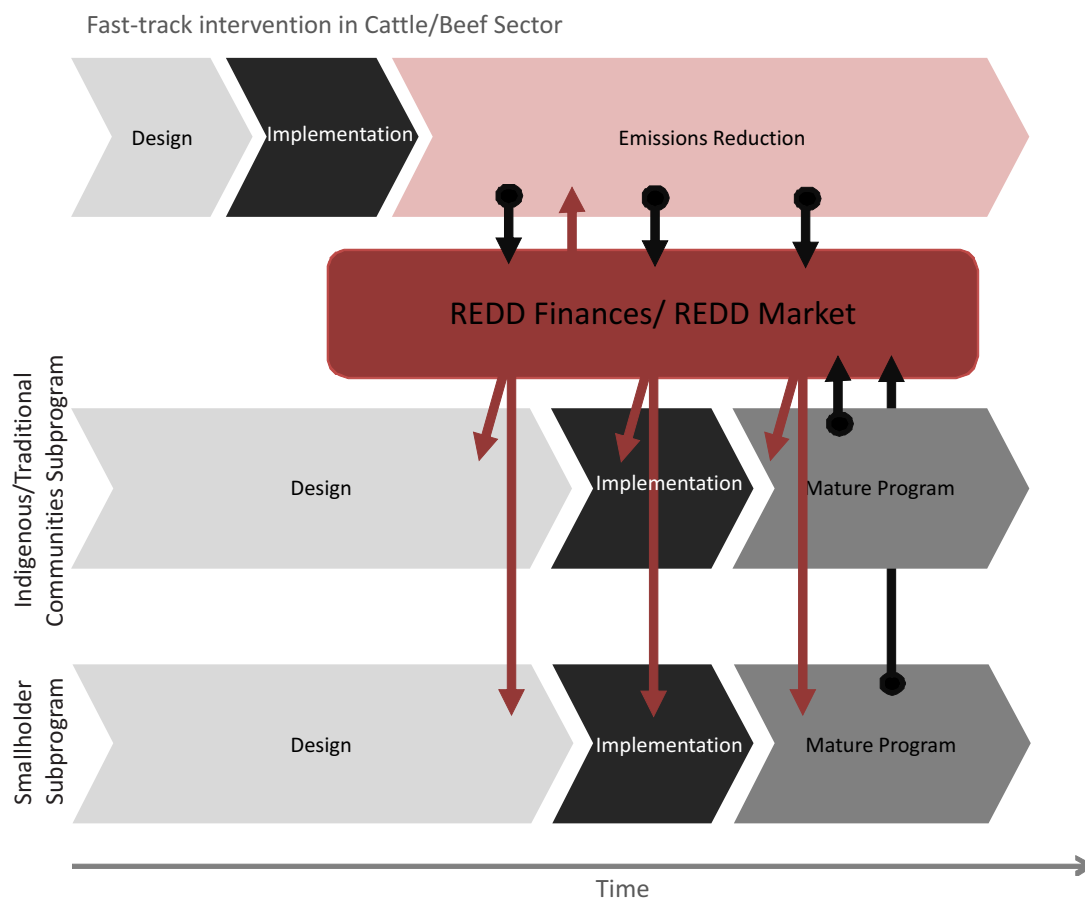 Fast-track intervention in Cattle/Beef Sector
Design
Implementation
Emissions Reduction
REDD Finances/ REDD Market
Indigenous/Traditional
Communities Subprogram
Design
Implementation
Mature Program
Smallholder
Subprogram
Design
Implementation
Mature Program
Time